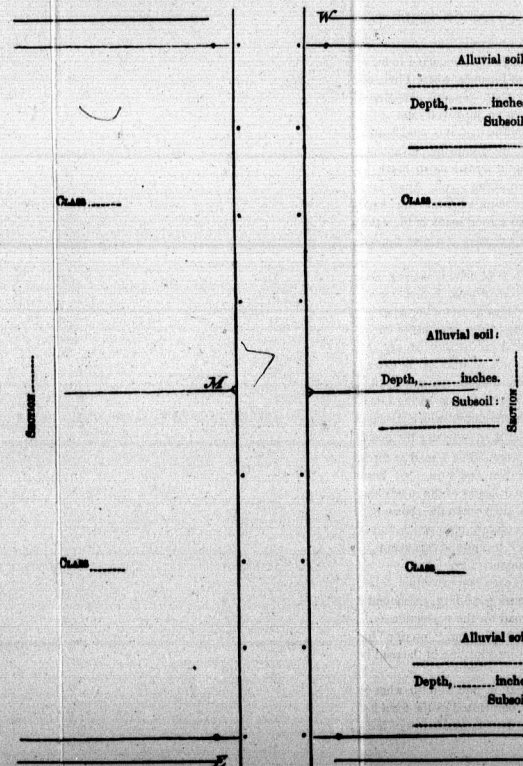 W
Alluvial soil
Depth, ...... inches
Subsoil
CLASS ......
CLASS ......
Alluvial soil:
M
Depth, ...... inches.
Subsoil:
SECTION ......
SECTION ......
CLASS ......
CLASS ......
Alluvial soi
Depth, ...... inche
Subsoi
E